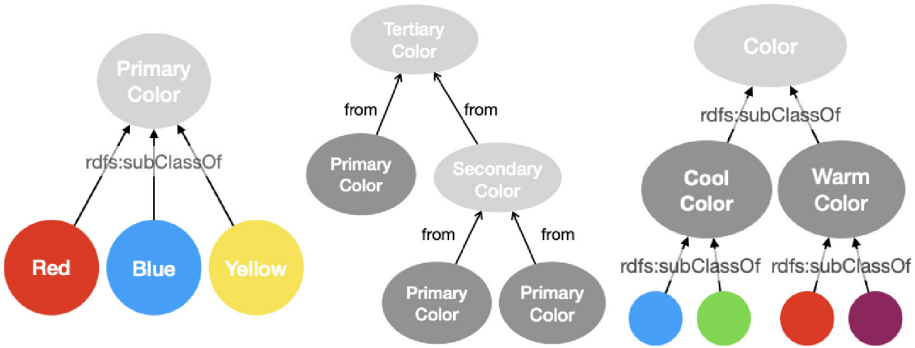 Primary
Color
rdfs:subClassOf
Red
Blue
Yellow
Tertiary
Color
from
from
Primary
Color
Secondary
Color
from
from
Primary
Color
Primary
Color
Color
rdfs:subClassOf
Cool
Color
Warm
Color
rdfs:subClassOf
rdfs:subClassOf